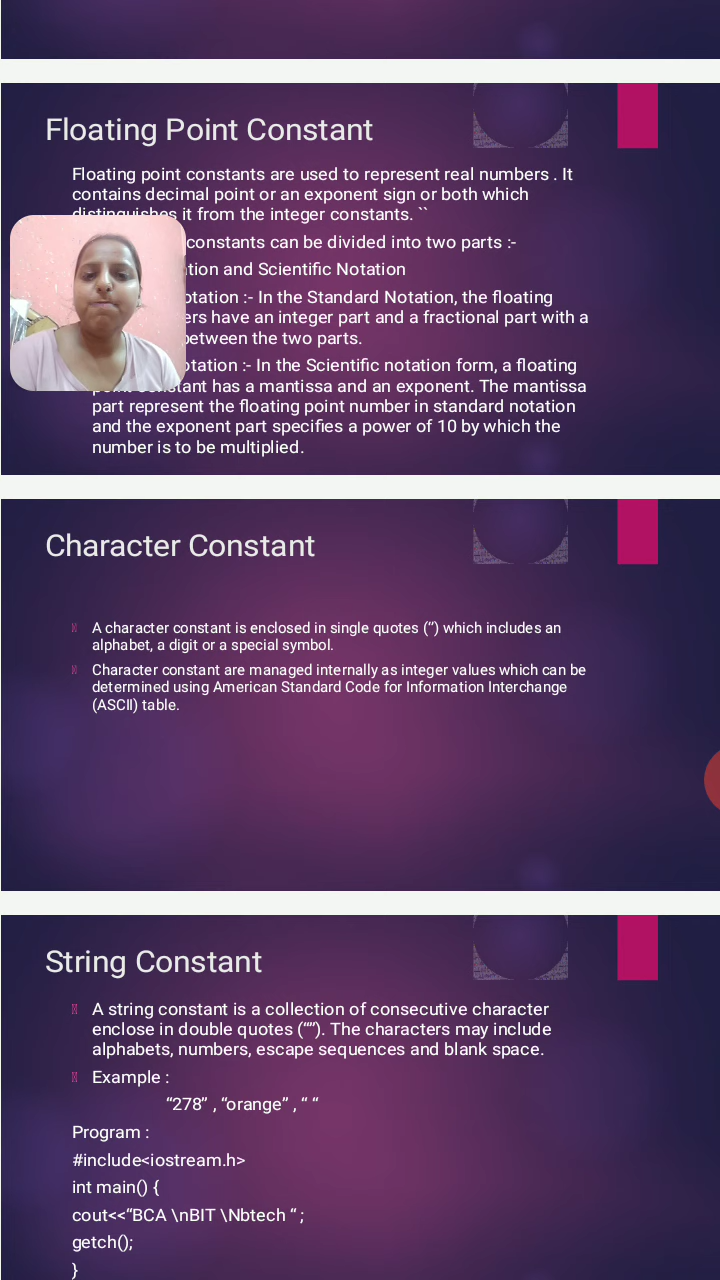 Floating Point Constant
Floating point constants are used to represent real numbers . It
contains decimal point or an exponent sign or both which
distinguishes it from the integer constants. ``
constants can be divided into two parts :-
and Scientific Notation
:- In the Standard Notation, the floating
have an integer part and a fractional part with a
between the two parts.
:- In the Scientific notation form, a floating
point constant has a mantissa and an exponent. The mantissa
part represent the floating point number in standard notation
and the exponent part specifies a power of 10 by which the
number is to be multiplied.
Character Constant
A character constant is enclosed in single quotes (‘’) which includes an
alphabet, a digit or a special symbol.
Character constant are managed internally as integer values which can be
determined using American Standard Code for Information Interchange
(ASCII) table.
String Constant
A string constant is a collection of consecutive character
enclose in double quotes (“”). The characters may include
alphabets, numbers, escape sequences and blank space.
Example :
“278” , “orange” , “ “
Program :
#include<iostream.h>
int main() {
cout<<“BCA \nBIT \Nbtech “ ;
getch();
}